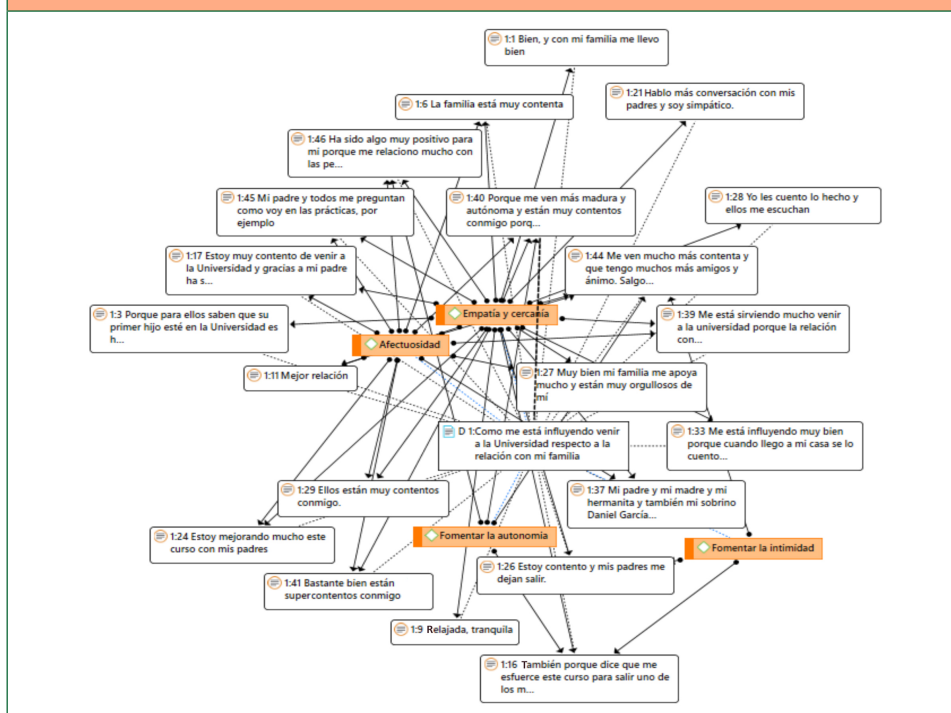 1:1 Bien, y con mi familia me llevo
bien
1:21 Hablo más conversación con mis
padres y soy simpático.
1:6 La familia está muy contenta
1:46 Ha sido algo muy positivo para
mi porque me relaciono mucho con
las pe...
1:45 Mi padre y todos me preguntan
como voy en las prácticas, por
ejemplo
1:40 Porque me ven más madura y
autónoma y están muy contentos
conmigo porq...
1:28 Yo les cuento lo hecho y
ellos me escuchan
1:17 Estoy muy contento de venir a
la Universidad y gracias a mi padre
ha s...
1:44 Me ven mucho más contenta y
que tengo muchos más amigos y
ánimo. Salgo...
1:3 Porque para ellos saben que su
primer hijo esté en la Universidad es
h...
Empatía y cercanía
1:39 Me está sirviendo mucho venir
a la universidad porque la relación
con...
Afectuosidad
1:11 Mejor relación
1:27 Muy bien mi familia me apoya
mucho y están muy orgullosos de
mí
D 1:Como me está influyendo venir
a la Universidad respecto a la
relación con mi familia
1:33 Me está influyendo muy bien
porque cuando llego a mi casa se lo
cuento...
1:29 Ellos están muy contentos
conmigo.
1:37 Mi padre y mi madre y mi
hermanita y también mi sobrino
Daniel García...
1:24 Estoy mejorando mucho este
curso con mis padres
Fomentar la autonomia
Fomentar la intimidad
1:26 Estoy contento y mis padres me
dejan salir.
1:41 Bastante bien están
supercontentos conmigo
1:9 Relajada, tranquila
1:16 También porque dice que me
esfuerce este curso para salir uno de
los m...